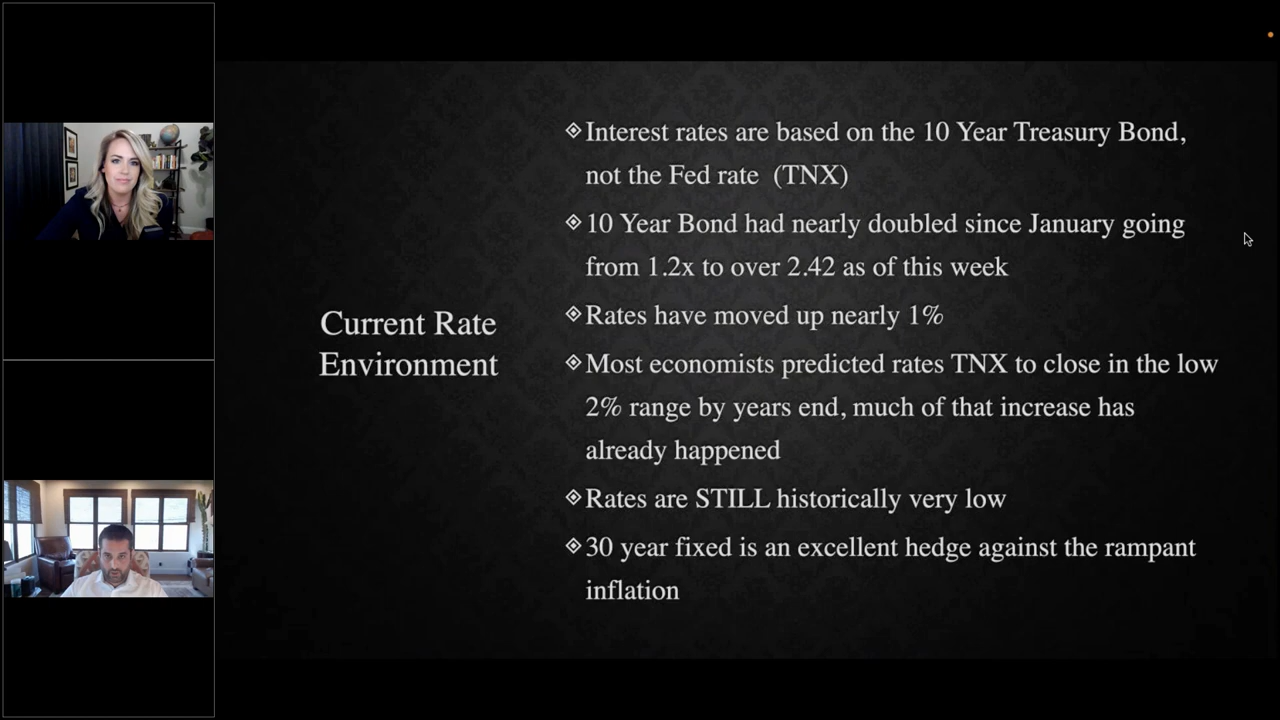 Current Rate
Environment
Interest rates are based on the 10 Year Treasury Bond,
not the Fed rate (TNX)
10 Year Bond had nearly doubled since January going
from 1.2x to over 2.42 as of this week
Rates have moved up nearly 1%
Most economists predicted rates TNX to close in the low
2% range by years end, much of that increase has
already happened
Rates are STILL historically very low
30 year fixed is an excellent hedge against the rampant
inflation